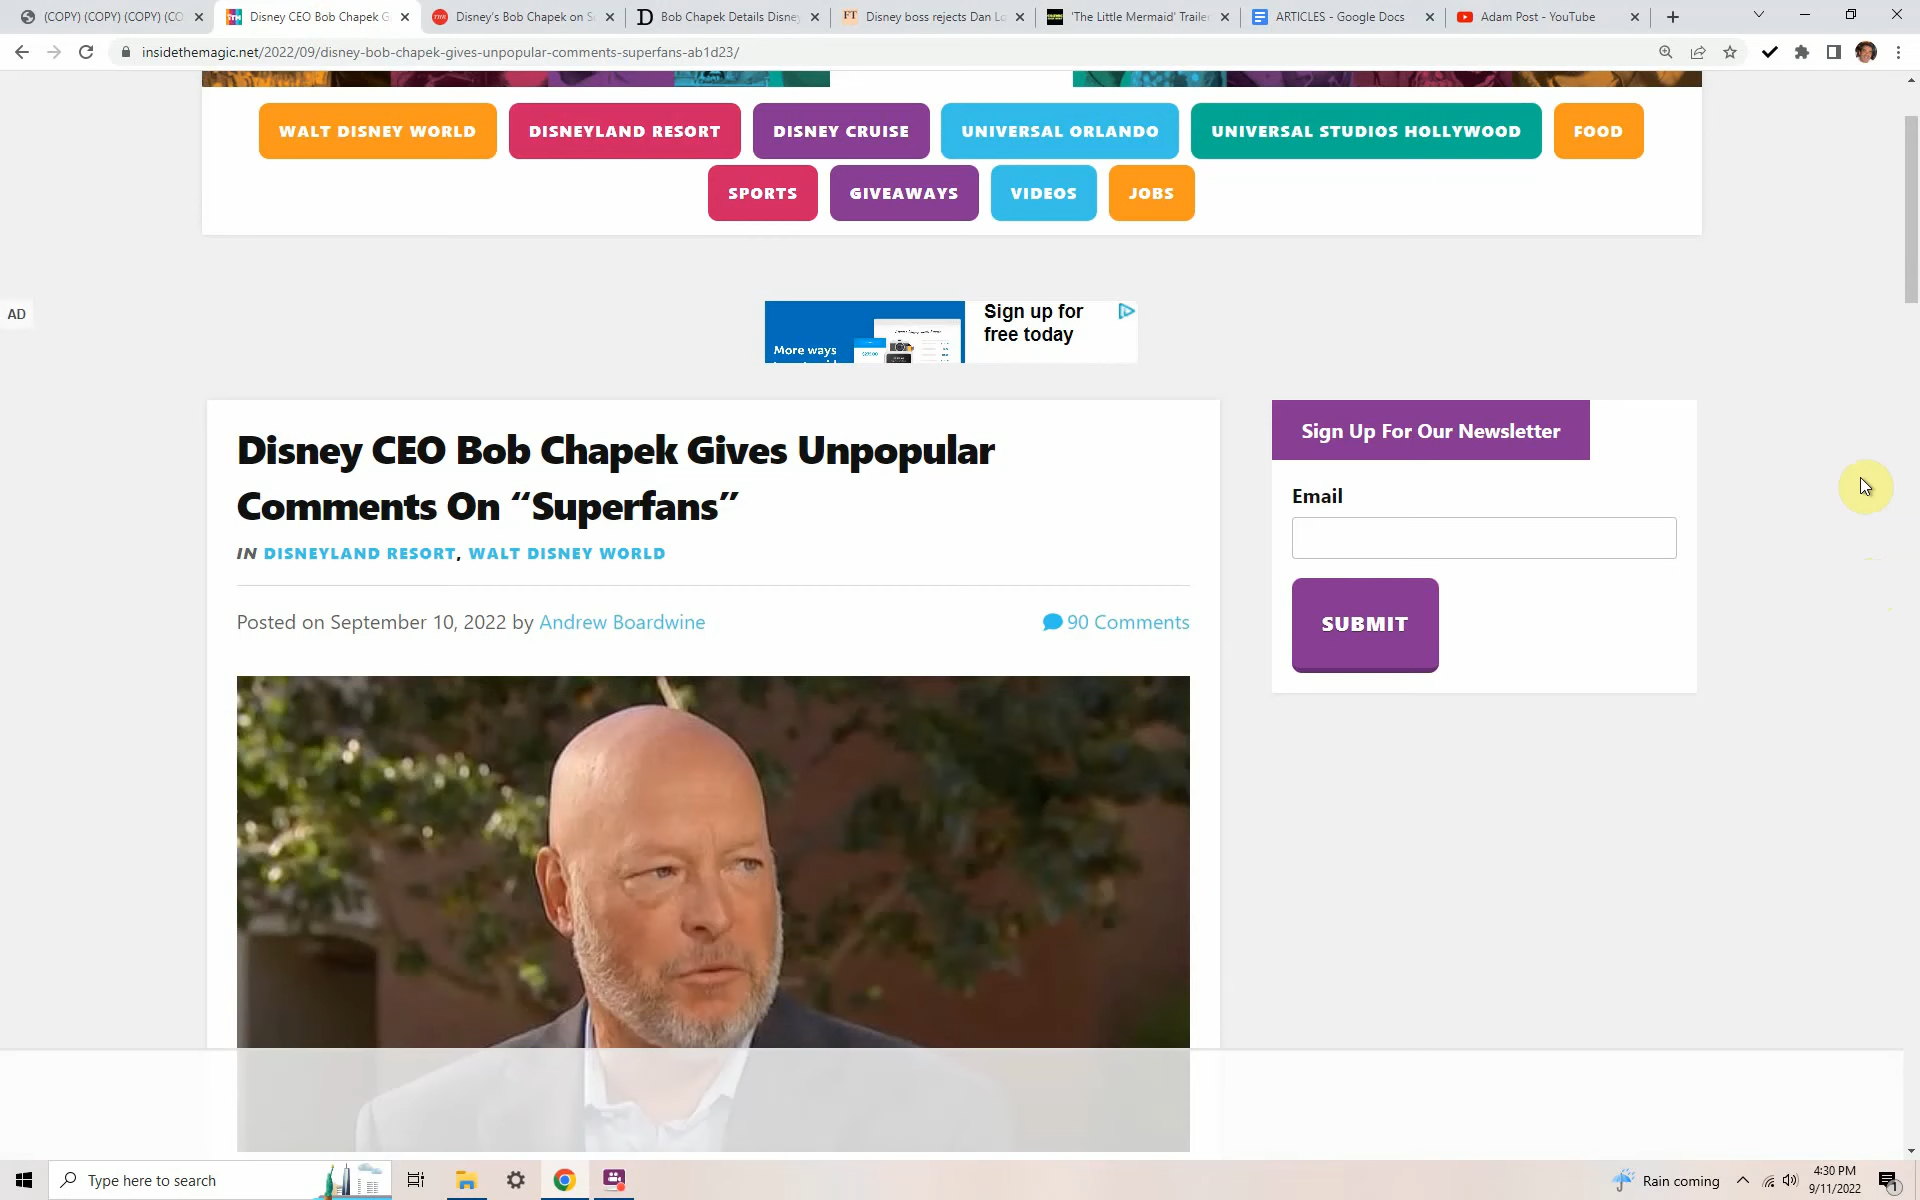 (COPY) (COPY) (COPY) (CO
Disney CEO Bob Chapek G
Disney's Bob Chapek on S
Bob Chapek Details Disney
Disney boss rejects Dan Lo
'The Little Mermaid' Trailer
ARTICLES - Google Docs
Adam Post - YouTube
insidethemagic.net/2022/09/disney-bob-chapek-gives-unpopular-comments-superfans-ab1d23/
WALT DISNEY WORLD
DISNEYLAND RESORT
DISNEY CRUISE
UNIVERSAL ORLANDO
UNIVERSAL STUDIOS HOLLYWOOD
FOOD
SPORTS
GIVEAWAYS
VIDEOS
JOBS
AD
More ways
Sign up for
free today
Disney CEO Bob Chapek Gives Unpopular
Comments On “Superfans”
IN DISNEYLAND RESORT, WALT DISNEY WORLD
Posted on September 10, 2022 by Andrew Boardwine
90 Comments
Sign Up For Our Newsletter
Email
SUBMIT
Type here to search
Rain coming
4:30 PM
9/11/2022
1